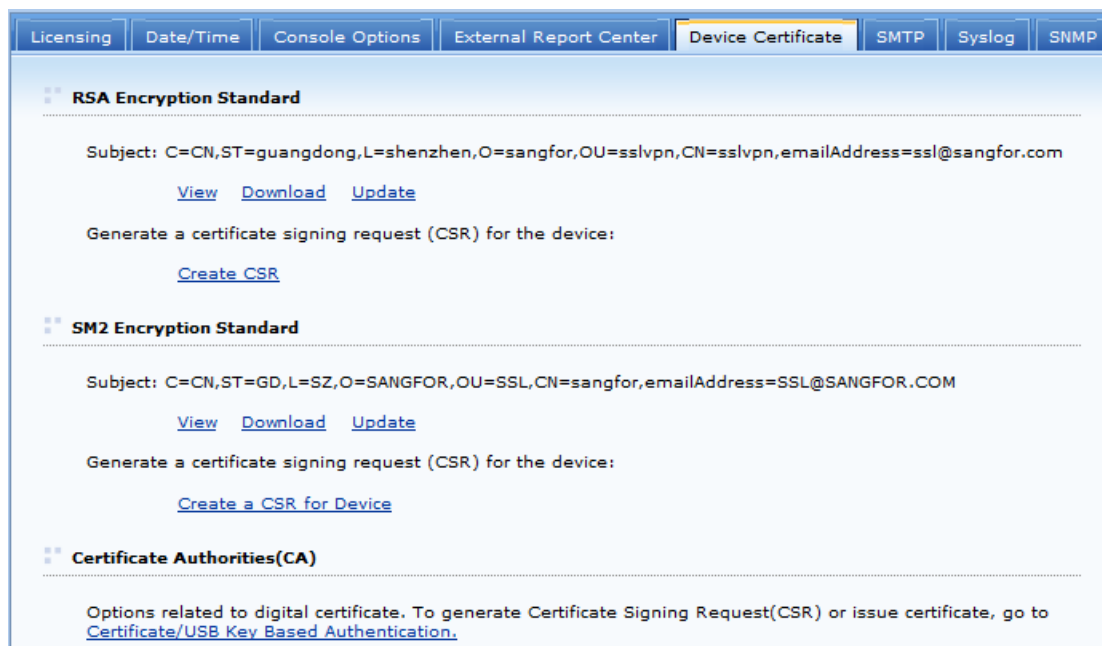 Licensing Date/Time Console Options External Report Center Device Certificate SMTP Syslog SNMP
RSA Encryption Standard
Subject: C=CN,ST=guangdong,L=shenzhen,O=sangfor,OU=sslvpn,CN=sslvpn,emailAddress=ssl@sangfor.com
View Download Update
Generate a certificate signing request (CSR) for the device:
Create CSR
SM2 Encryption Standard
Subject: C=CN,ST=GD,L=SZ,O=SANGFOR,OU=SSL,CN=sangfor,emailAddress=SSL@SANGFOR.COM
View Download Update
Generate a certificate signing request (CSR) for the device:
Create a CSR for Device
Certificate Authorities(CA)
Options related to digital certificate. To generate Certificate Signing Request(CSR) or issue certificate, go to
Certificate/USB Key Based Authentication.